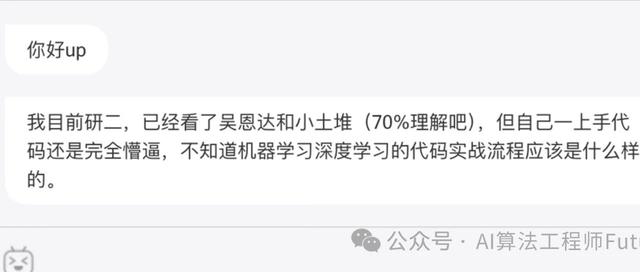 你好up
我目前研二，已经看了吴恩达和小土堆（70%理解吧），但自己一上手代
码还是完全懵逼，不知道机器学习深度学习的代码实战流程应该是什么样
的。
公众号 · AI算法工程师Futu